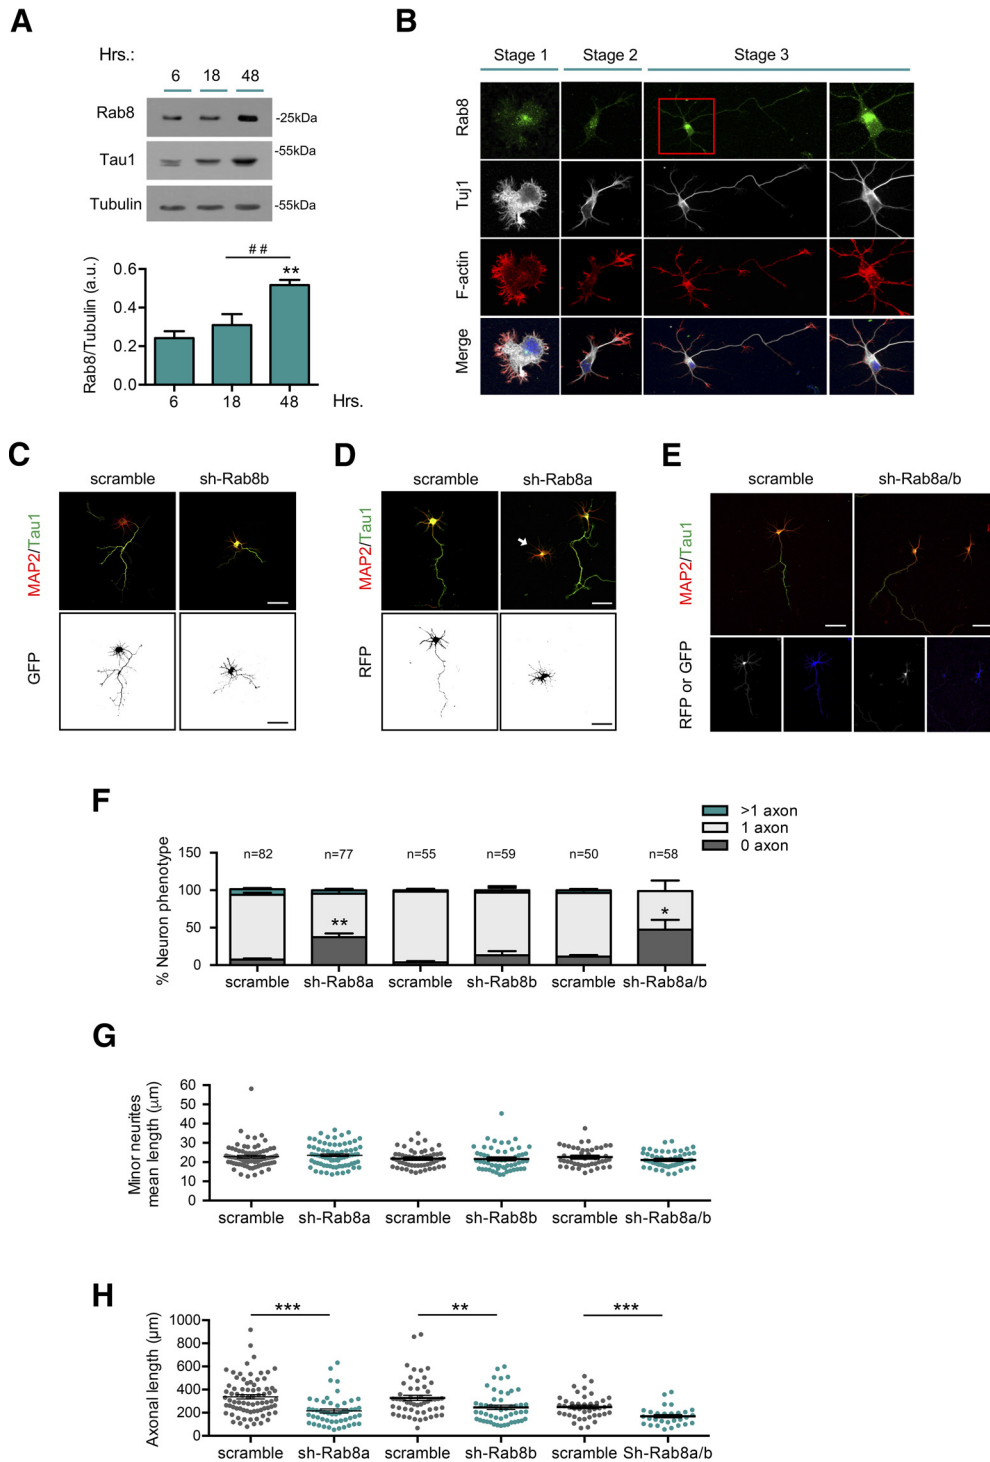 A
Hrs.:
6 18 48
Rab8
-25kDa
Tau1
-55kDa
Tubulin
-55kDa
Rab8/Tubulin (a.u.)
0.6
0.4
0.2
0.0
##
**
6 18 48 Hrs.
B
Stage 1 Stage 2 Stage 3
Rab8
Tuj1
F-actin
Merge
C
scramble sh-Rab8b
MAP2/Tau1
GFP
D
scramble sh-Rab8a
MAP2/Tau1
RFP
E
scramble sh-Rab8a/b
MAP2/Tau1
RFP or GFP
F
>1 axon
1 axon
0 axon
% Neuron phenotype
150
100
50
0
n=82 n=77 n=55 n=59 n=50 n=58
** *
scramble sh-Rab8a scramble sh-Rab8b scramble sh-Rab8a/b
G
Minor neurites
mean length (μm)
60
50
40
30
20
10
0
scramble sh-Rab8a scramble sh-Rab8b scramble sh-Rab8a/b
H
Axonal length (μm)
1000
800
600
400
200
0
*** ** ***
scramble sh-Rab8a scramble sh-Rab8b scramble Sh-Rab8a/b